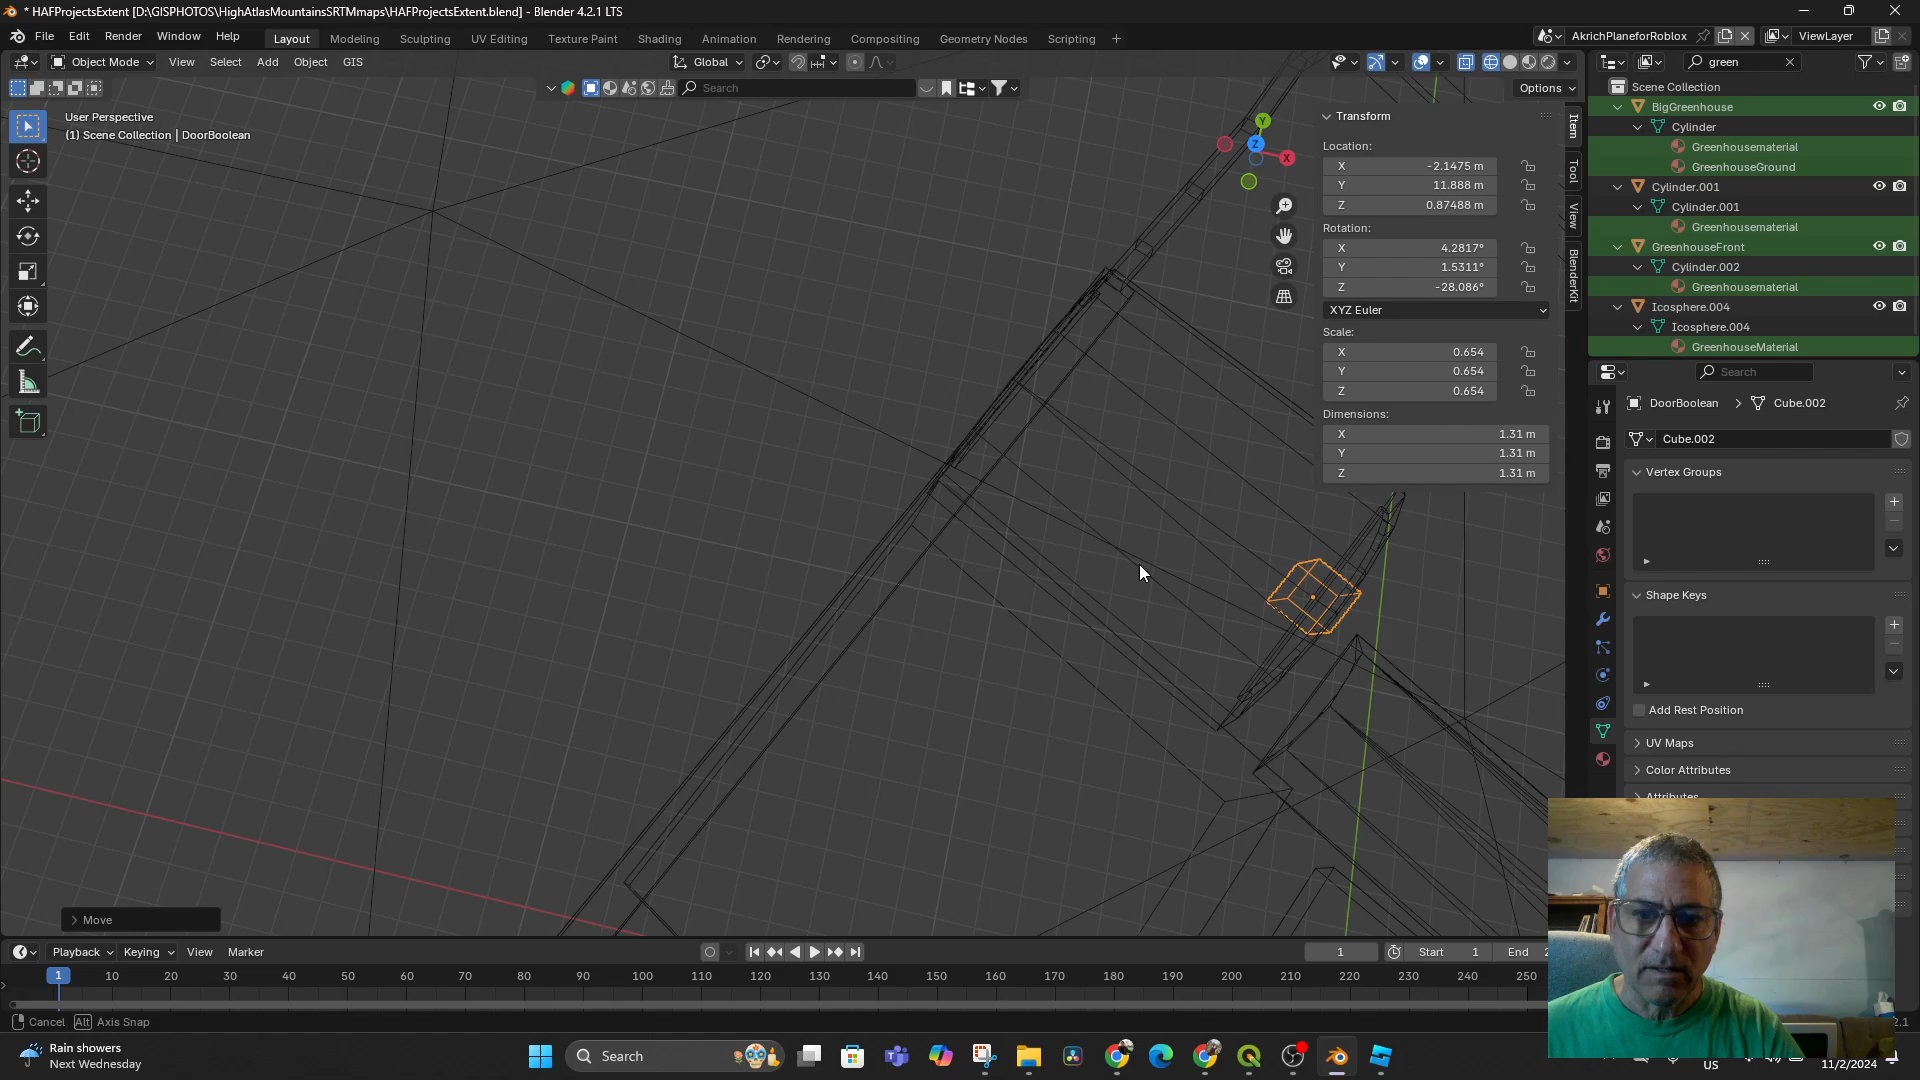 * HAFProjectsExtent [D:\GISPHOTOS\HighAtlasMountainsSRTMmaps\HAFProjectsExtent.blend] - Blender 4.2.1 LTS
File Edit Render Window Help Layout Modeling Sculpting UV Editing Texture Paint Shading Animation Rendering Compositing Geometry Nodes Scripting + AkrichPlaneforRoblox ViewLayer
Object Mode View Select Add Object GIS Global green
Search Options
Scene Collection
BigGreenhouse
Cylinder
Greenhousematerial
GreenhouseGround
Cylinder.001
Cylinder.001
Greenhousematerial
GreenhouseFront
Cylinder.002
Greenhousematerial
Icosphere.004
Icosphere.004
GreenhouseMaterial
User Perspective
(1) Scene Collection | DoorBoolean
Y
Z
X
Transform
Location:
X -2.1475 m
Y 11.888 m
Z 0.87488 m
Rotation:
X 4.2817°
Y 1.5311°
Z -28.086°
XYZ Euler
Scale:
X 0.654
Y 0.654
Z 0.654
Dimensions:
X 1.31 m
Y 1.31 m
Z 1.31 m
Item
Tool
View
BlenderKit
Search
DoorBoolean > Cube.002
Cube.002
Vertex Groups
Shape Keys
Add Rest Position
UV Maps
Color Attributes
Attributes
Move
Playback Keying View Marker 1 Start 1 End
1 10 20 30 40 50 60 70 80 90 100 110 120 130 140 150 160 170 180 190 200 210 220 230 240 250
Cancel Alt Axis Snap
Rain showers
Next Wednesday
Search
US
11/2/2024